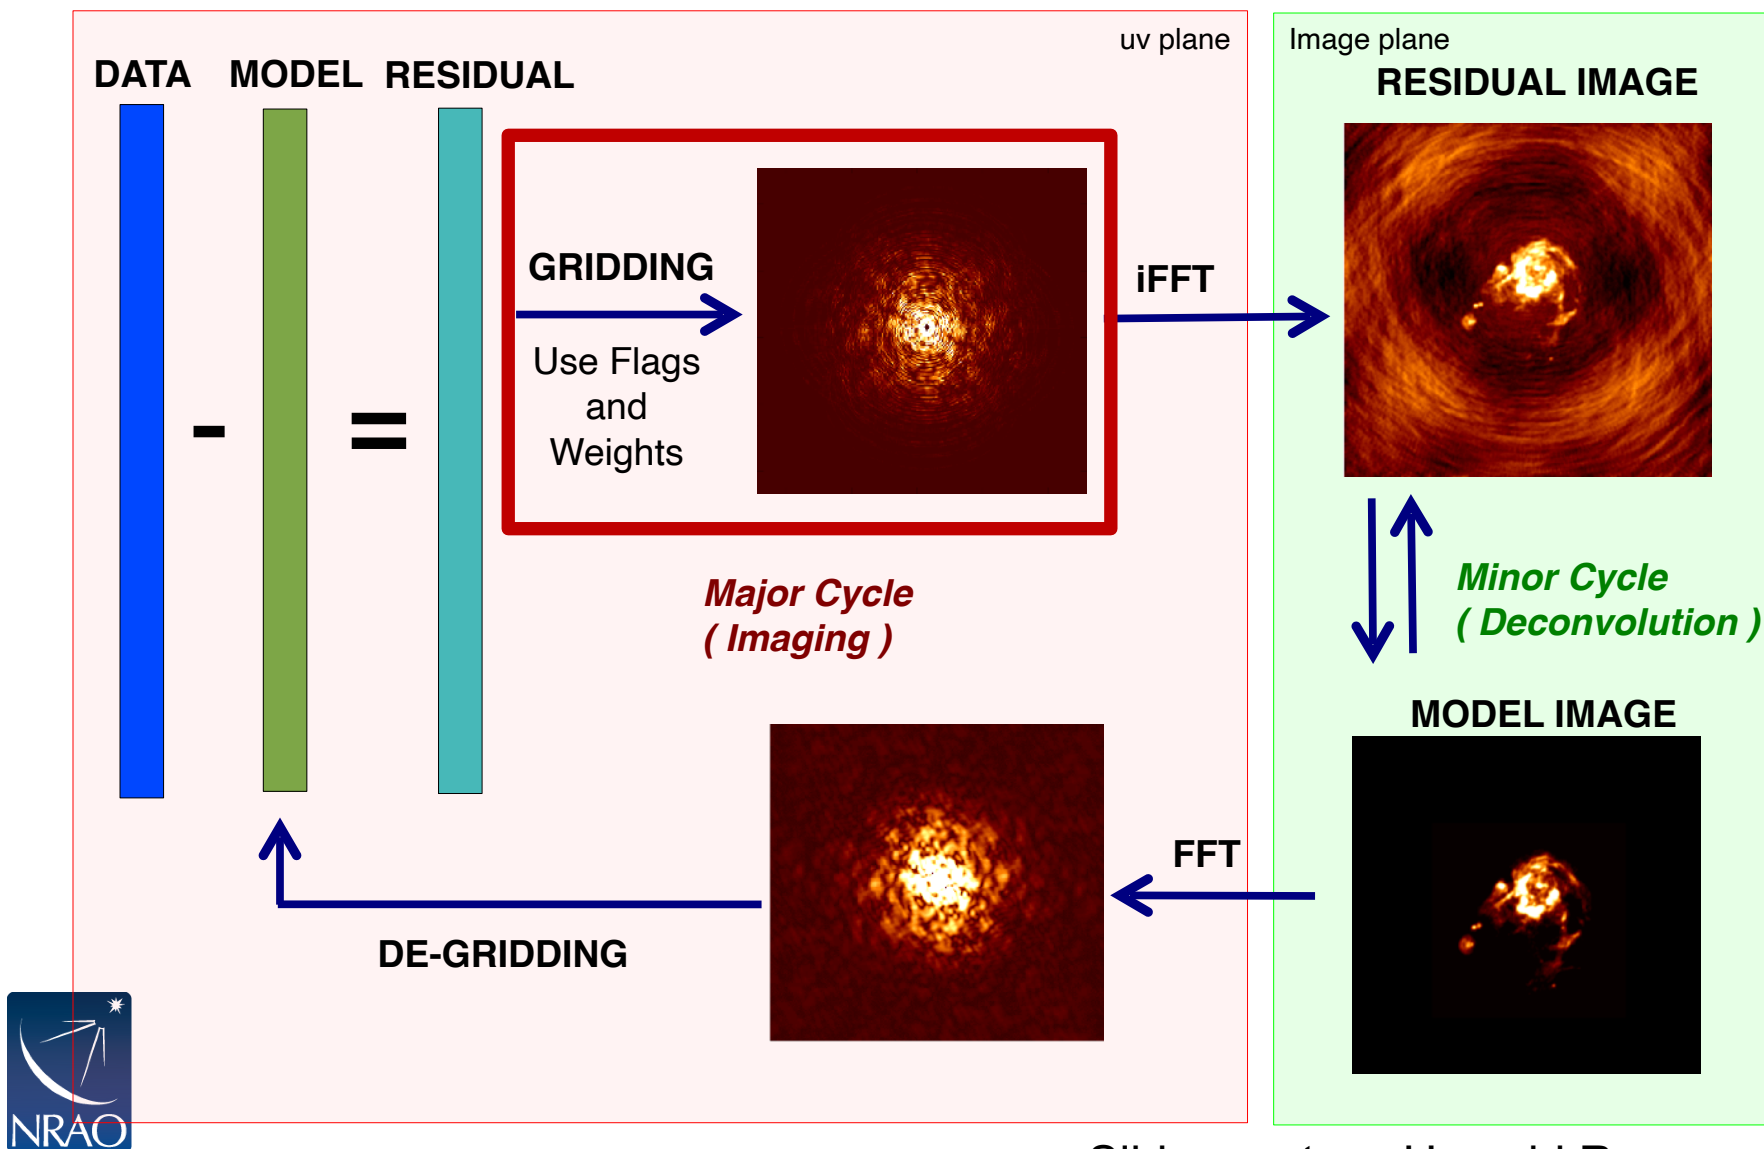 uv plane
Image plane
DATA
MODEL
RESIDUAL
RESIDUAL IMAGE
-
=
GRIDDING
Use Flags
and
Weights
iFFT
Major Cycle
( Imaging )
Minor Cycle
( Deconvolution )
MODEL IMAGE
FFT
DE-GRIDDING
NRAO